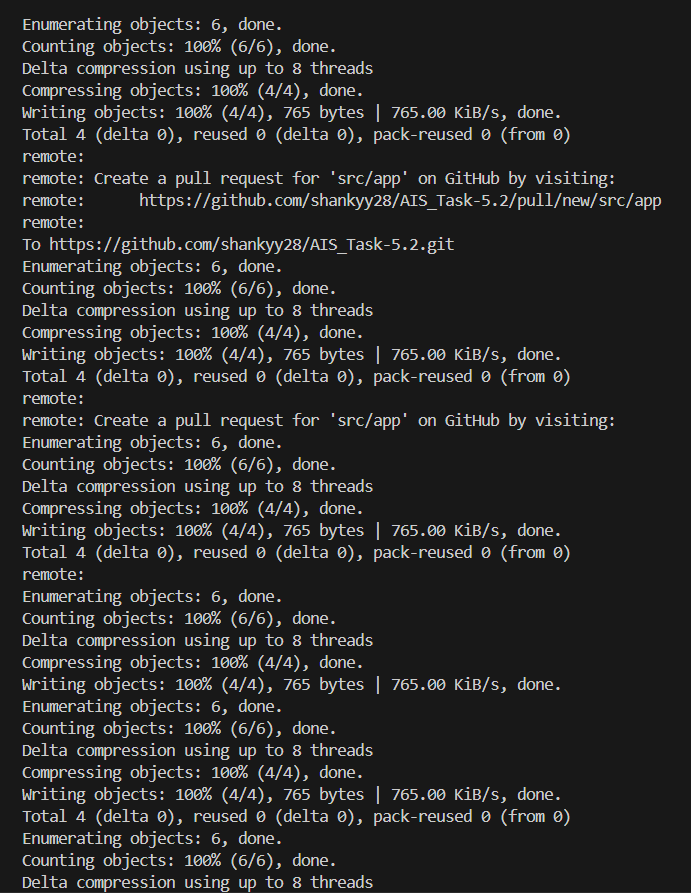 Enumerating objects: 6, done.
Counting objects: 100% (6/6), done.
Delta compression using up to 8 threads
Compressing objects: 100% (4/4), done.
Writing objects: 100% (4/4), 765 bytes | 765.00 KiB/s, done.
Total 4 (delta 0), reused 0 (delta 0), pack-reused 0 (from 0)
remote:
remote: Create a pull request for 'src/app' on GitHub by visiting:
remote:      https://github.com/shankyy28/AIS_Task-5.2/pull/new/src/app
remote:
To https://github.com/shankyy28/AIS_Task-5.2.git
Enumerating objects: 6, done.
Counting objects: 100% (6/6), done.
Delta compression using up to 8 threads
Compressing objects: 100% (4/4), done.
Writing objects: 100% (4/4), 765 bytes | 765.00 KiB/s, done.
Total 4 (delta 0), reused 0 (delta 0), pack-reused 0 (from 0)
remote:
remote: Create a pull request for 'src/app' on GitHub by visiting:
Enumerating objects: 6, done.
Counting objects: 100% (6/6), done.
Delta compression using up to 8 threads
Compressing objects: 100% (4/4), done.
Writing objects: 100% (4/4), 765 bytes | 765.00 KiB/s, done.
Total 4 (delta 0), reused 0 (delta 0), pack-reused 0 (from 0)
remote:
Enumerating objects: 6, done.
Counting objects: 100% (6/6), done.
Delta compression using up to 8 threads
Compressing objects: 100% (4/4), done.
Writing objects: 100% (4/4), 765 bytes | 765.00 KiB/s, done.
Enumerating objects: 6, done.
Counting objects: 100% (6/6), done.
Delta compression using up to 8 threads
Compressing objects: 100% (4/4), done.
Writing objects: 100% (4/4), 765 bytes | 765.00 KiB/s, done.
Total 4 (delta 0), reused 0 (delta 0), pack-reused 0 (from 0)
Enumerating objects: 6, done.
Counting objects: 100% (6/6), done.
Delta compression using up to 8 threads